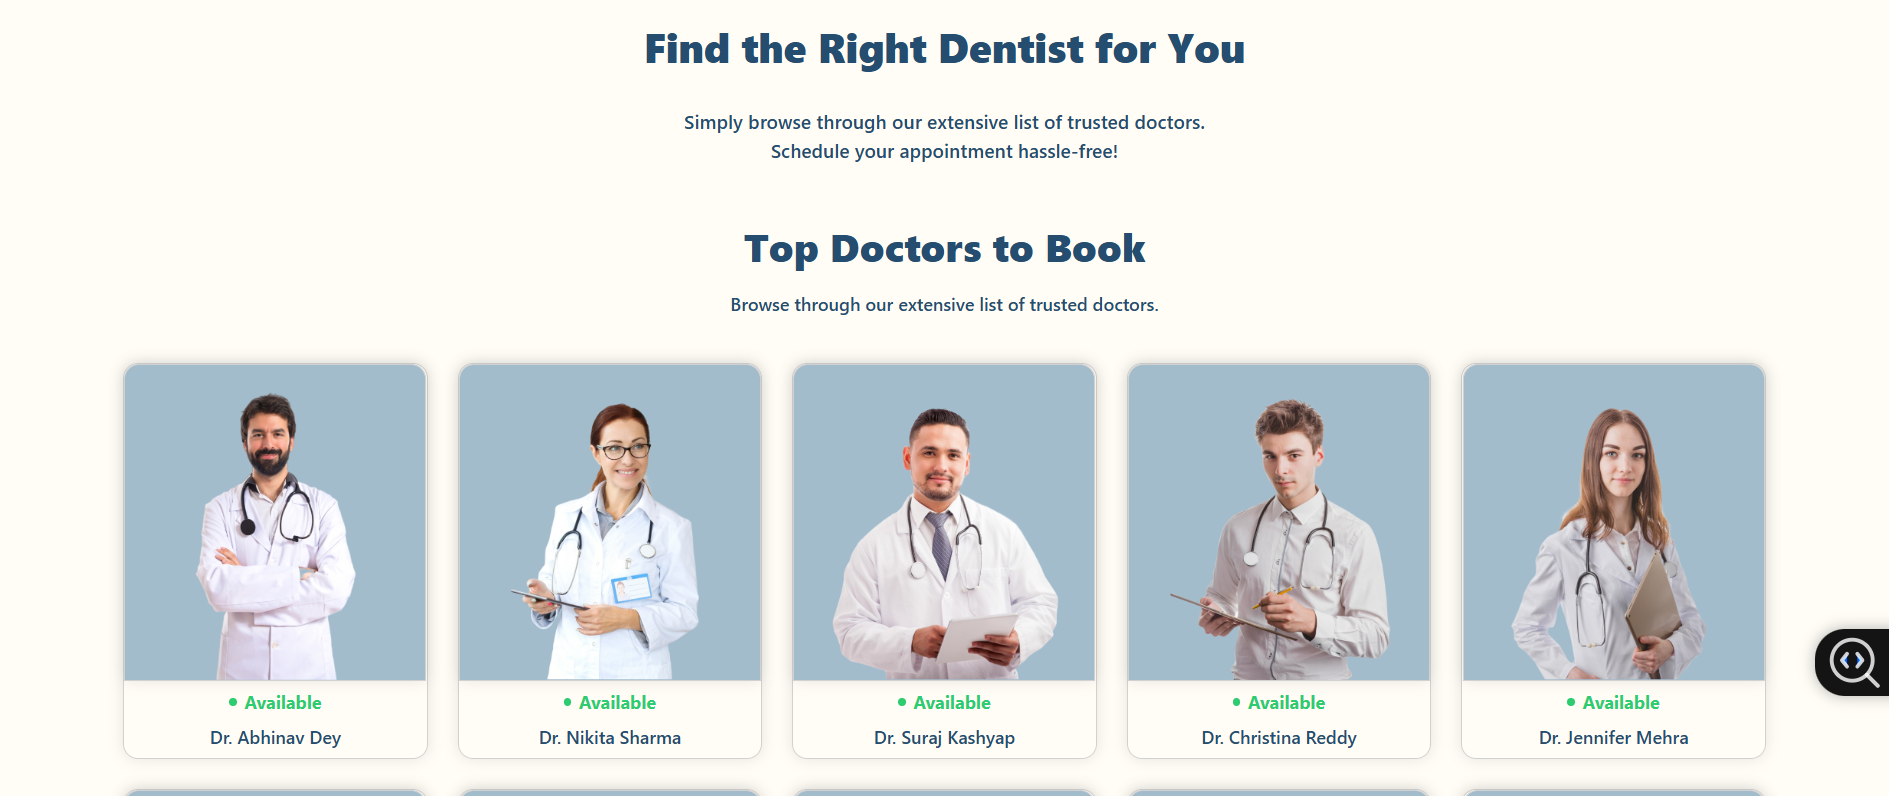 Find the Right Dentist for You
Simply browse through our extensive list of trusted doctors.
Schedule your appointment hassle-free!
Top Doctors to Book
Browse through our extensive list of trusted doctors.
Available
Dr. Abhinav Dey
Available
Dr. Nikita Sharma
Available
Dr. Suraj Kashyap
Available
Dr. Christina Reddy
Available
Dr. Jennifer Mehra